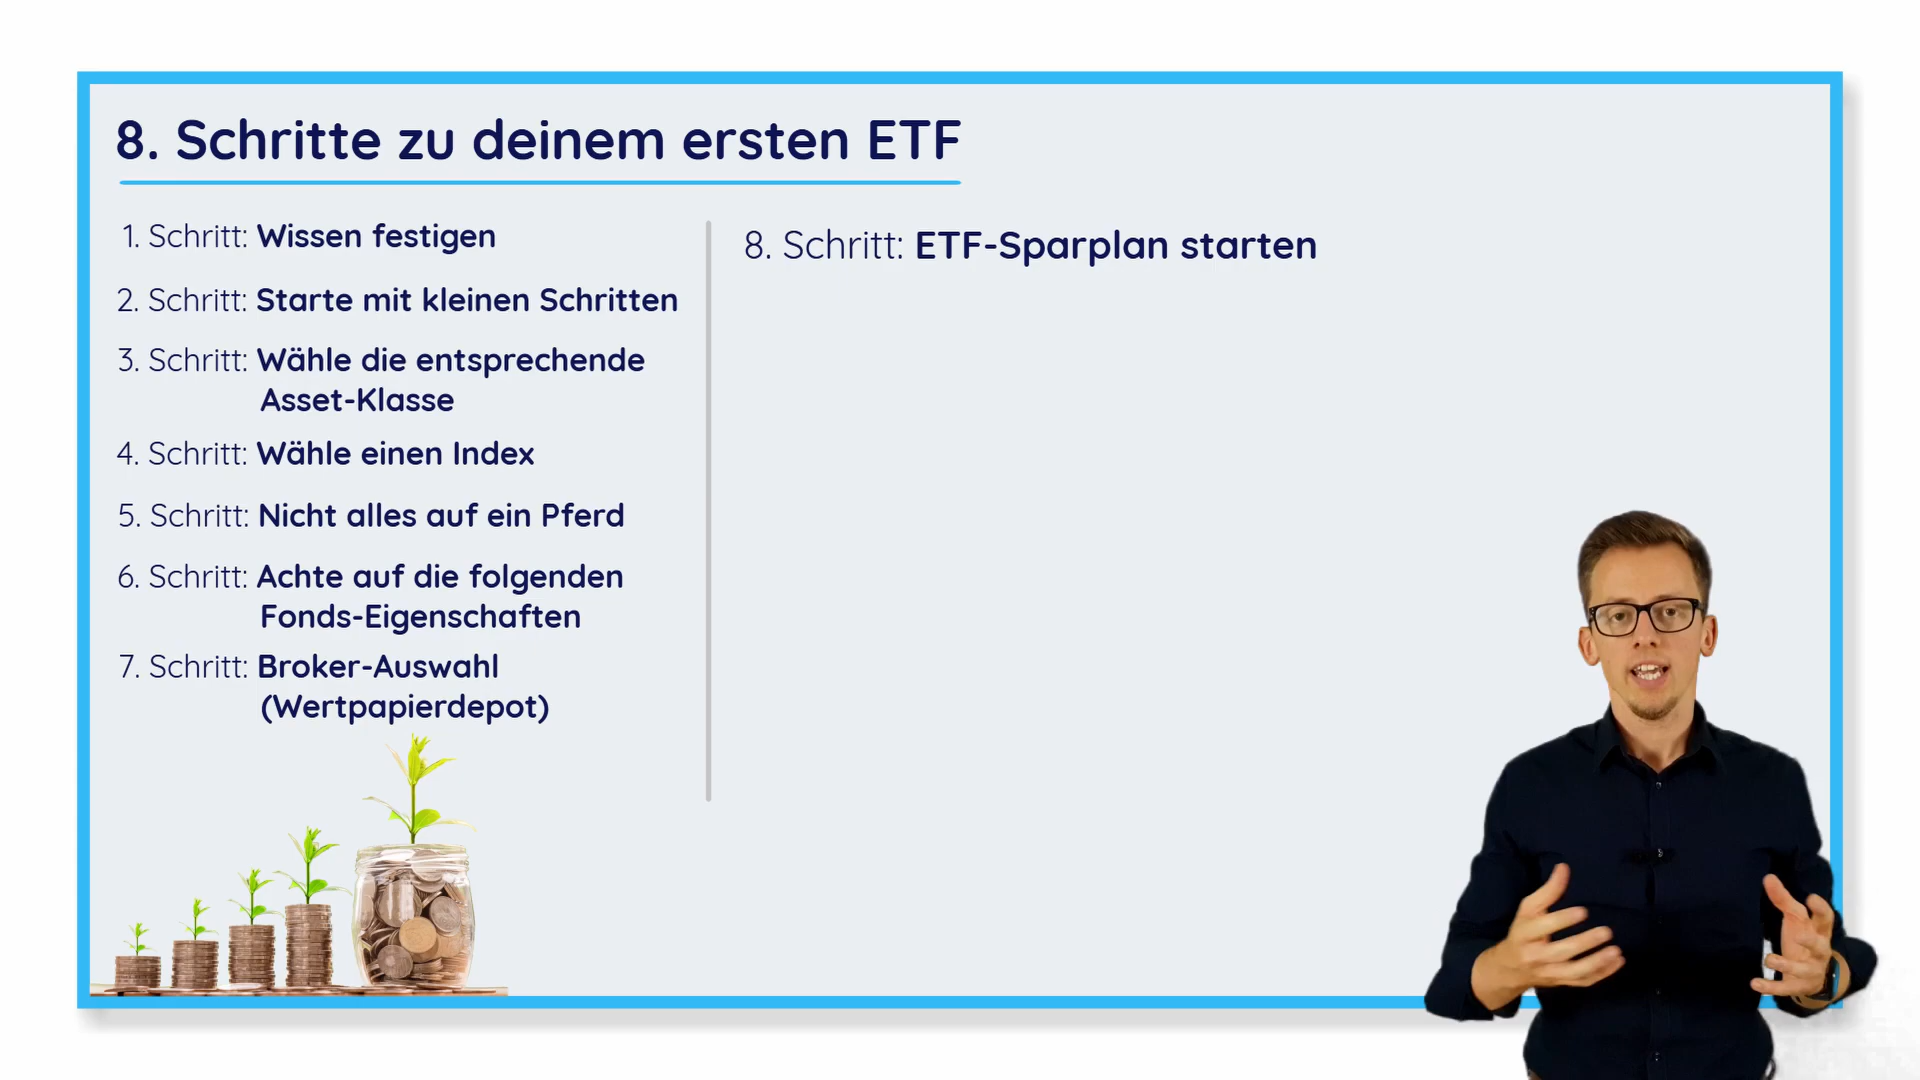 8. Schritte zu deinem ersten ETF
1. Schritt: Wissen festigen
2. Schritt: Starte mit kleinen Schritten
3. Schritt: Wähle die entsprechende
Asset-Klasse
4. Schritt: Wähle einen Index
5. Schritt: Nicht alles auf ein Pferd
6. Schritt: Achte auf die folgenden
Fonds-Eigenschaften
7. Schritt: Broker-Auswahl
(Wertpapierdepot)
8. Schritt: ETF-Sparplan starten